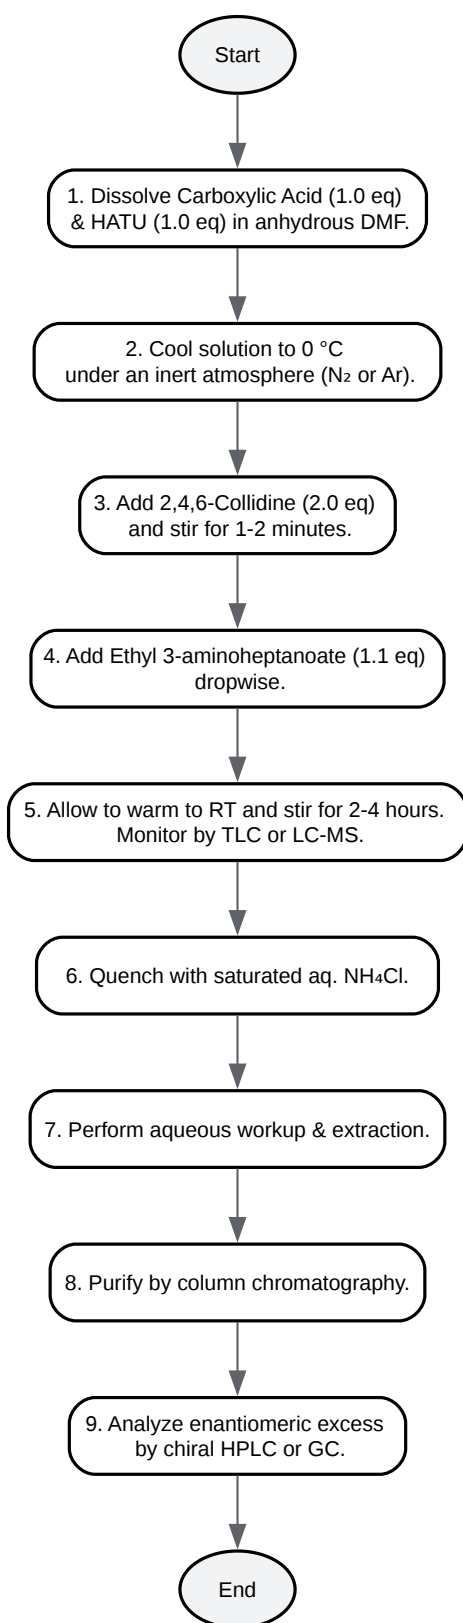 Start
1. Dissolve Carboxylic Acid (1.0 eq)
& HATU (1.0 eq) in anhydrous DMF.
2. Cool solution to 0 °C
under an inert atmosphere (N₂ or Ar).
3. Add 2,4,6-Collidine (2.0 eq)
and stir for 1-2 minutes.
4. Add Ethyl 3-aminoheptanoate (1.1 eq)
dropwise.
5. Allow to warm to RT and stir for 2-4 hours.
Monitor by TLC or LC-MS.
6. Quench with saturated aq. NH₄Cl.
7. Perform aqueous workup & extraction.
8. Purify by column chromatography.
9. Analyze enantiomeric excess
by chiral HPLC or GC.
End